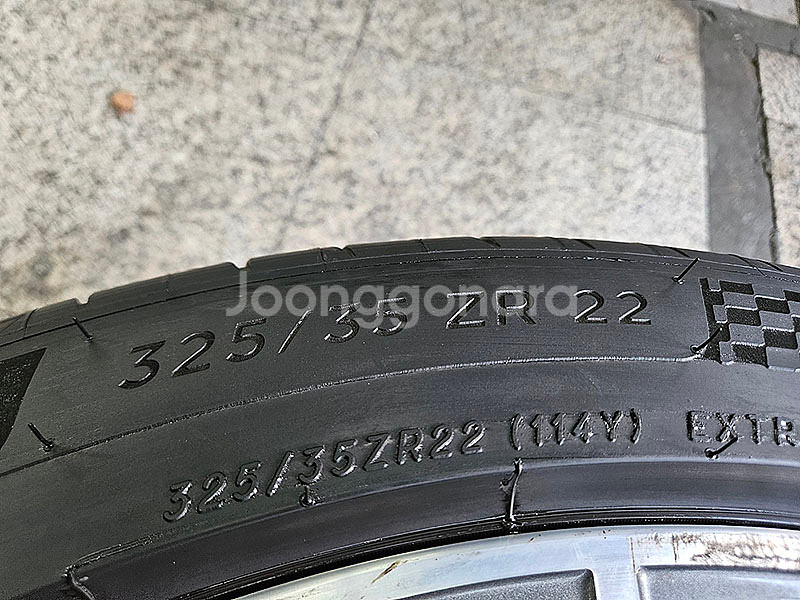 Joonggonara
325/35 ZR 22
325/35ZR22 (114Y) EXTR